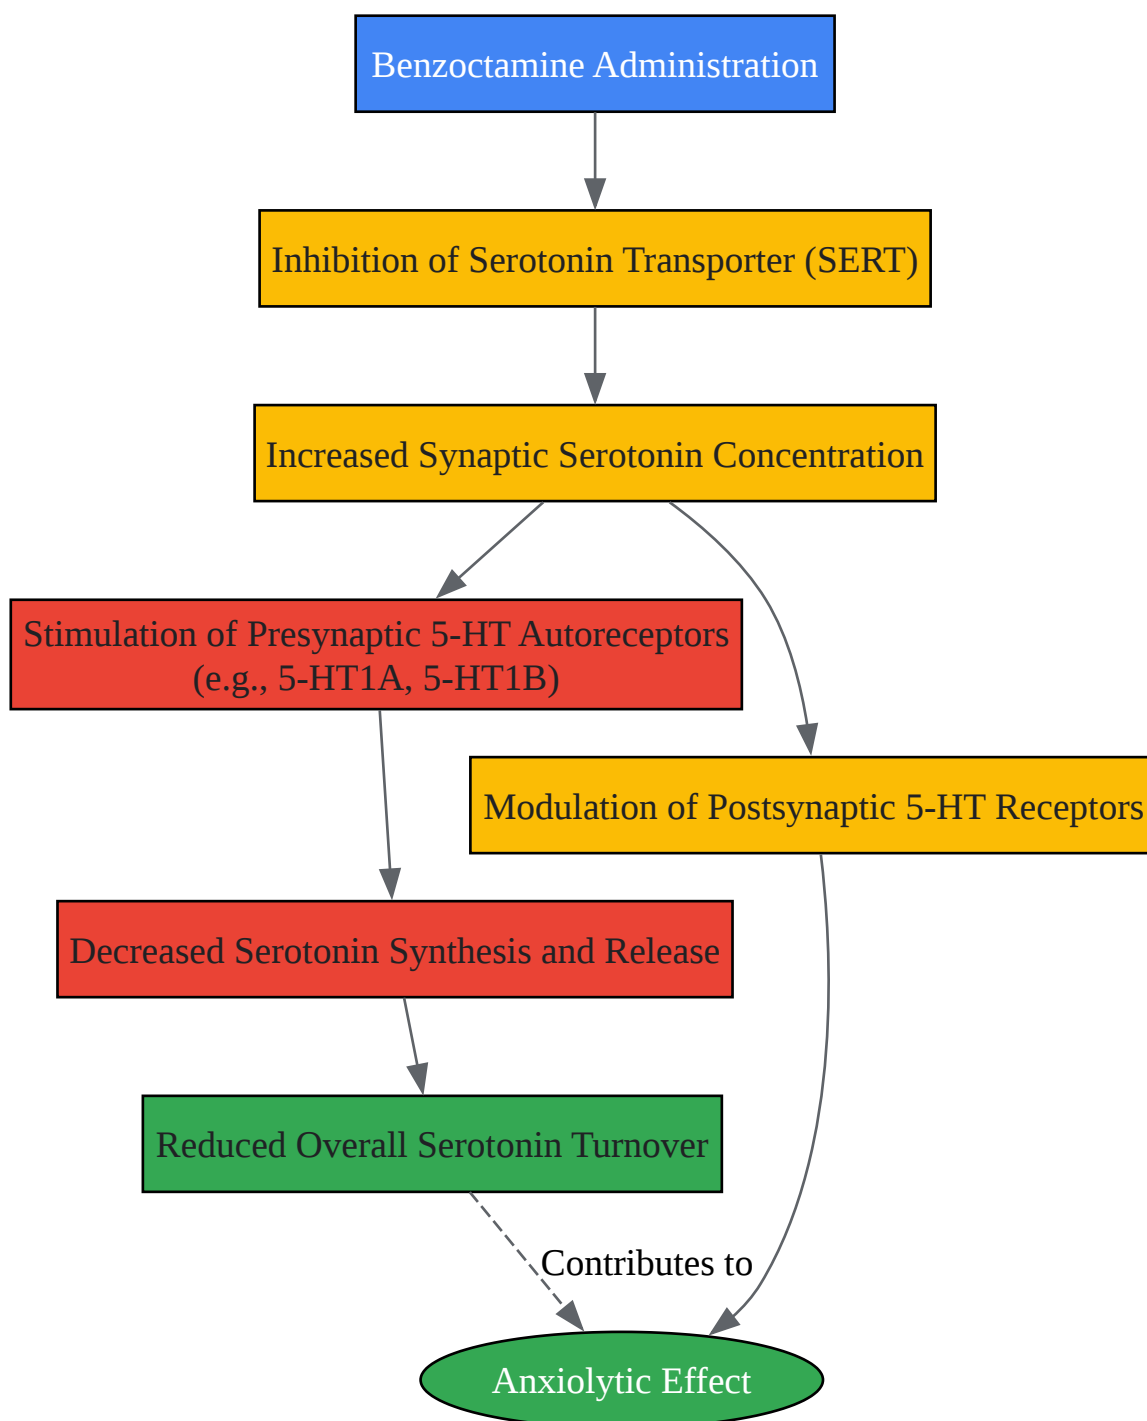 Benzoctamine Administration
Inhibition of Serotonin Transporter (SERT)
Increased Synaptic Serotonin Concentration
Stimulation of Presynaptic 5-HT Autoreceptors
(e.g., 5-HT1A, 5-HT1B)
Modulation of Postsynaptic 5-HT Receptors
Decreased Serotonin Synthesis and Release
Reduced Overall Serotonin Turnover
Contributes to
Anxiolytic Effect